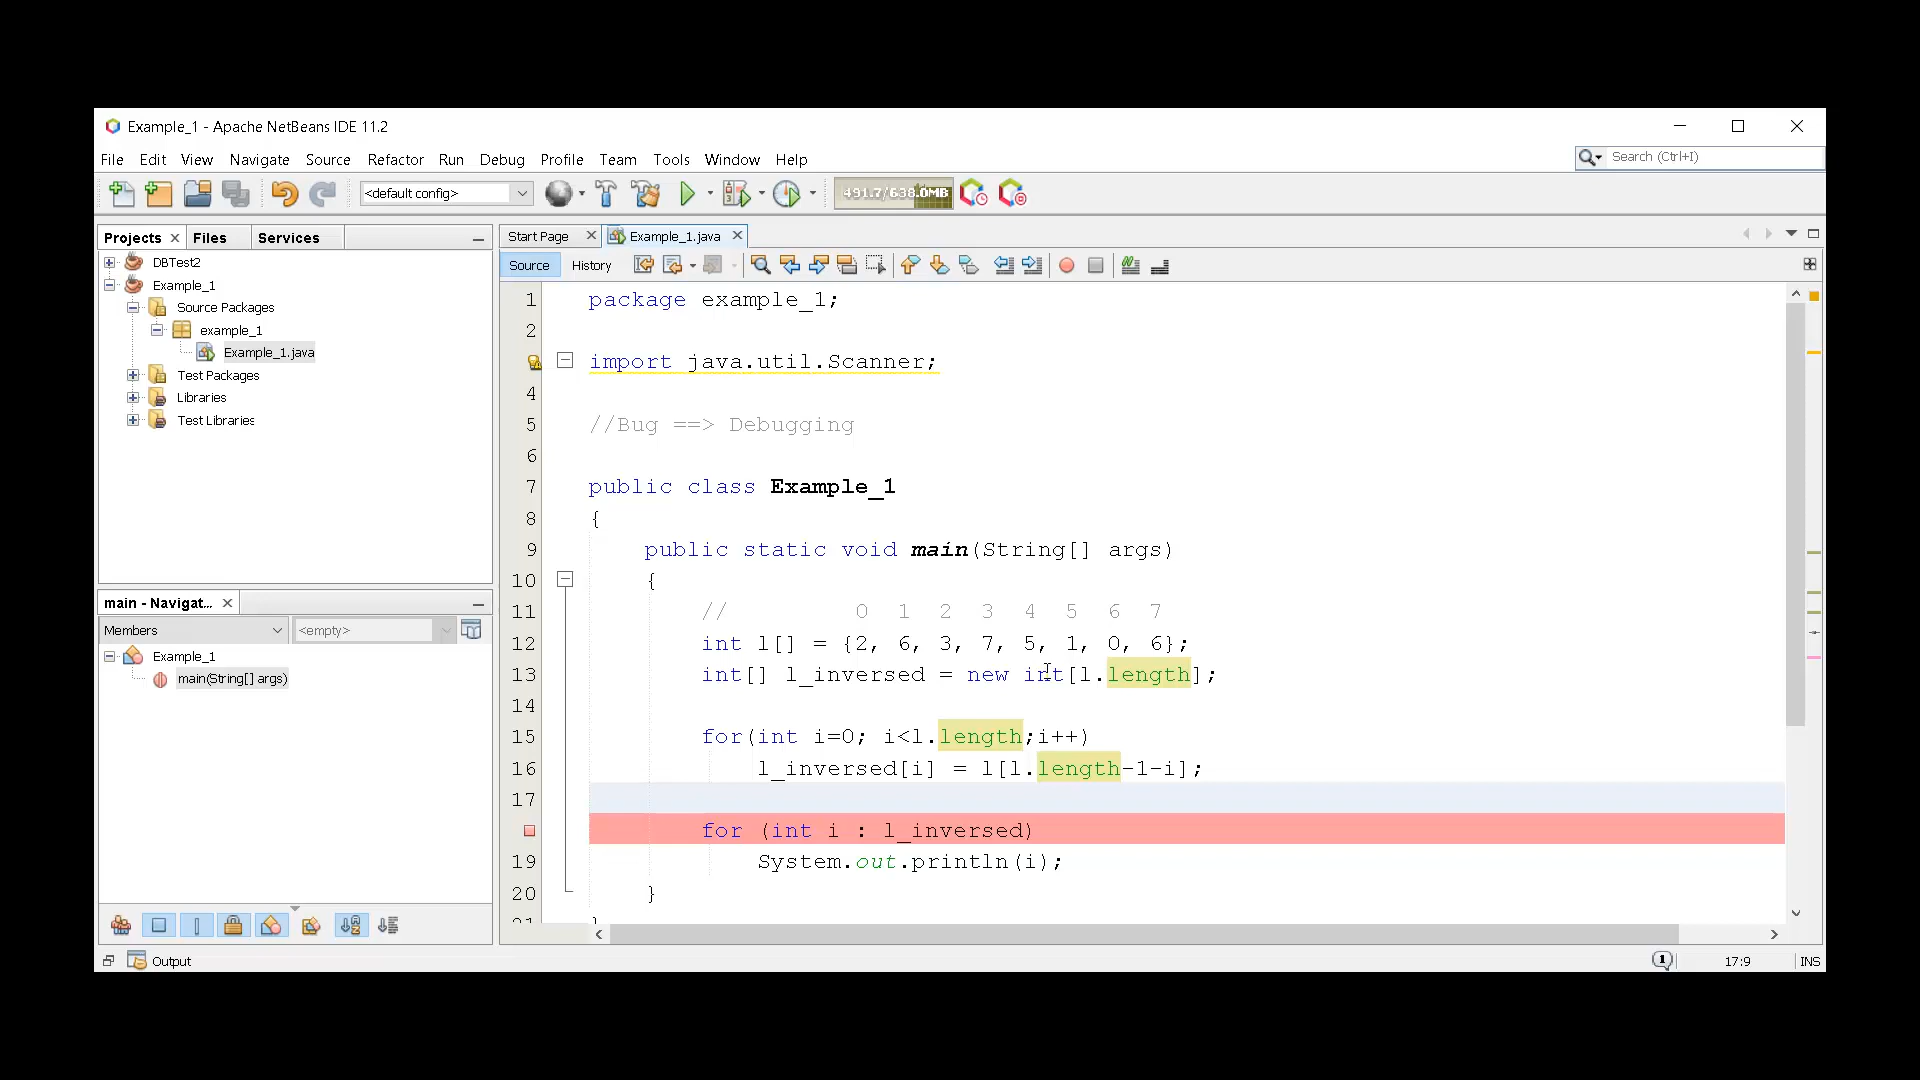 Example_1 - Apache NetBeans IDE 11.2
File Edit View Navigate Source Refactor Run Debug Profile Team Tools Window Help
Search (Ctrl+I)
<default config>
491.7/638.0MB
Projects Files Services
DBTest2
Example_1
Source Packages
example_1
Example_1.java
Test Packages
Libraries
Test Libraries
main - Navigat...
Members
<empty>
Example_1
main(String[] args)
Start Page Example_1.java
Source History
1 package example_1;
2
import java.util.Scanner;
4
5 //Bug ==> Debugging
6
7 public class Example_1
8 {
9 public static void main(String[] args)
10 {
11 // 0 1 2 3 4 5 6 7
12 int l[] = {2, 6, 3, 7, 5, 1, 0, 6};
13 int[] l_inversed = new int[l.length];
14
15 for(int i=0; i<l.length;i++)
16 l_inversed[i] = l[l.length-1-i];
17
for (int i : l_inversed)
19 System.out.println(i);
20 }
21 }
Output
1
17:9
INS